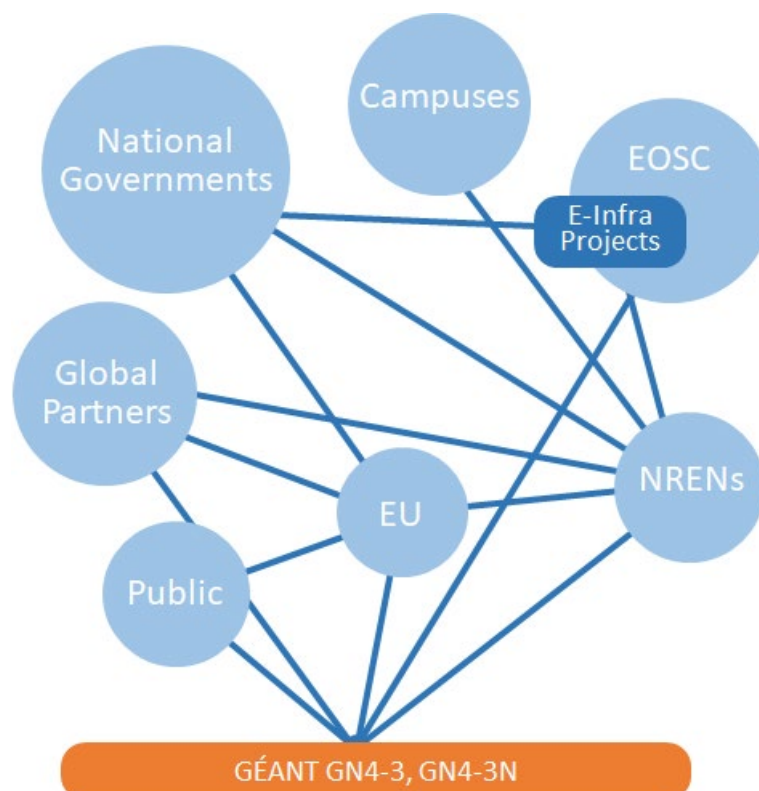 Campuses
National
Governments
EOSC
E-Infra
Projects
Global
Partners
NRENs
EU
Public
GÉANT GN4-3, GN4-3N